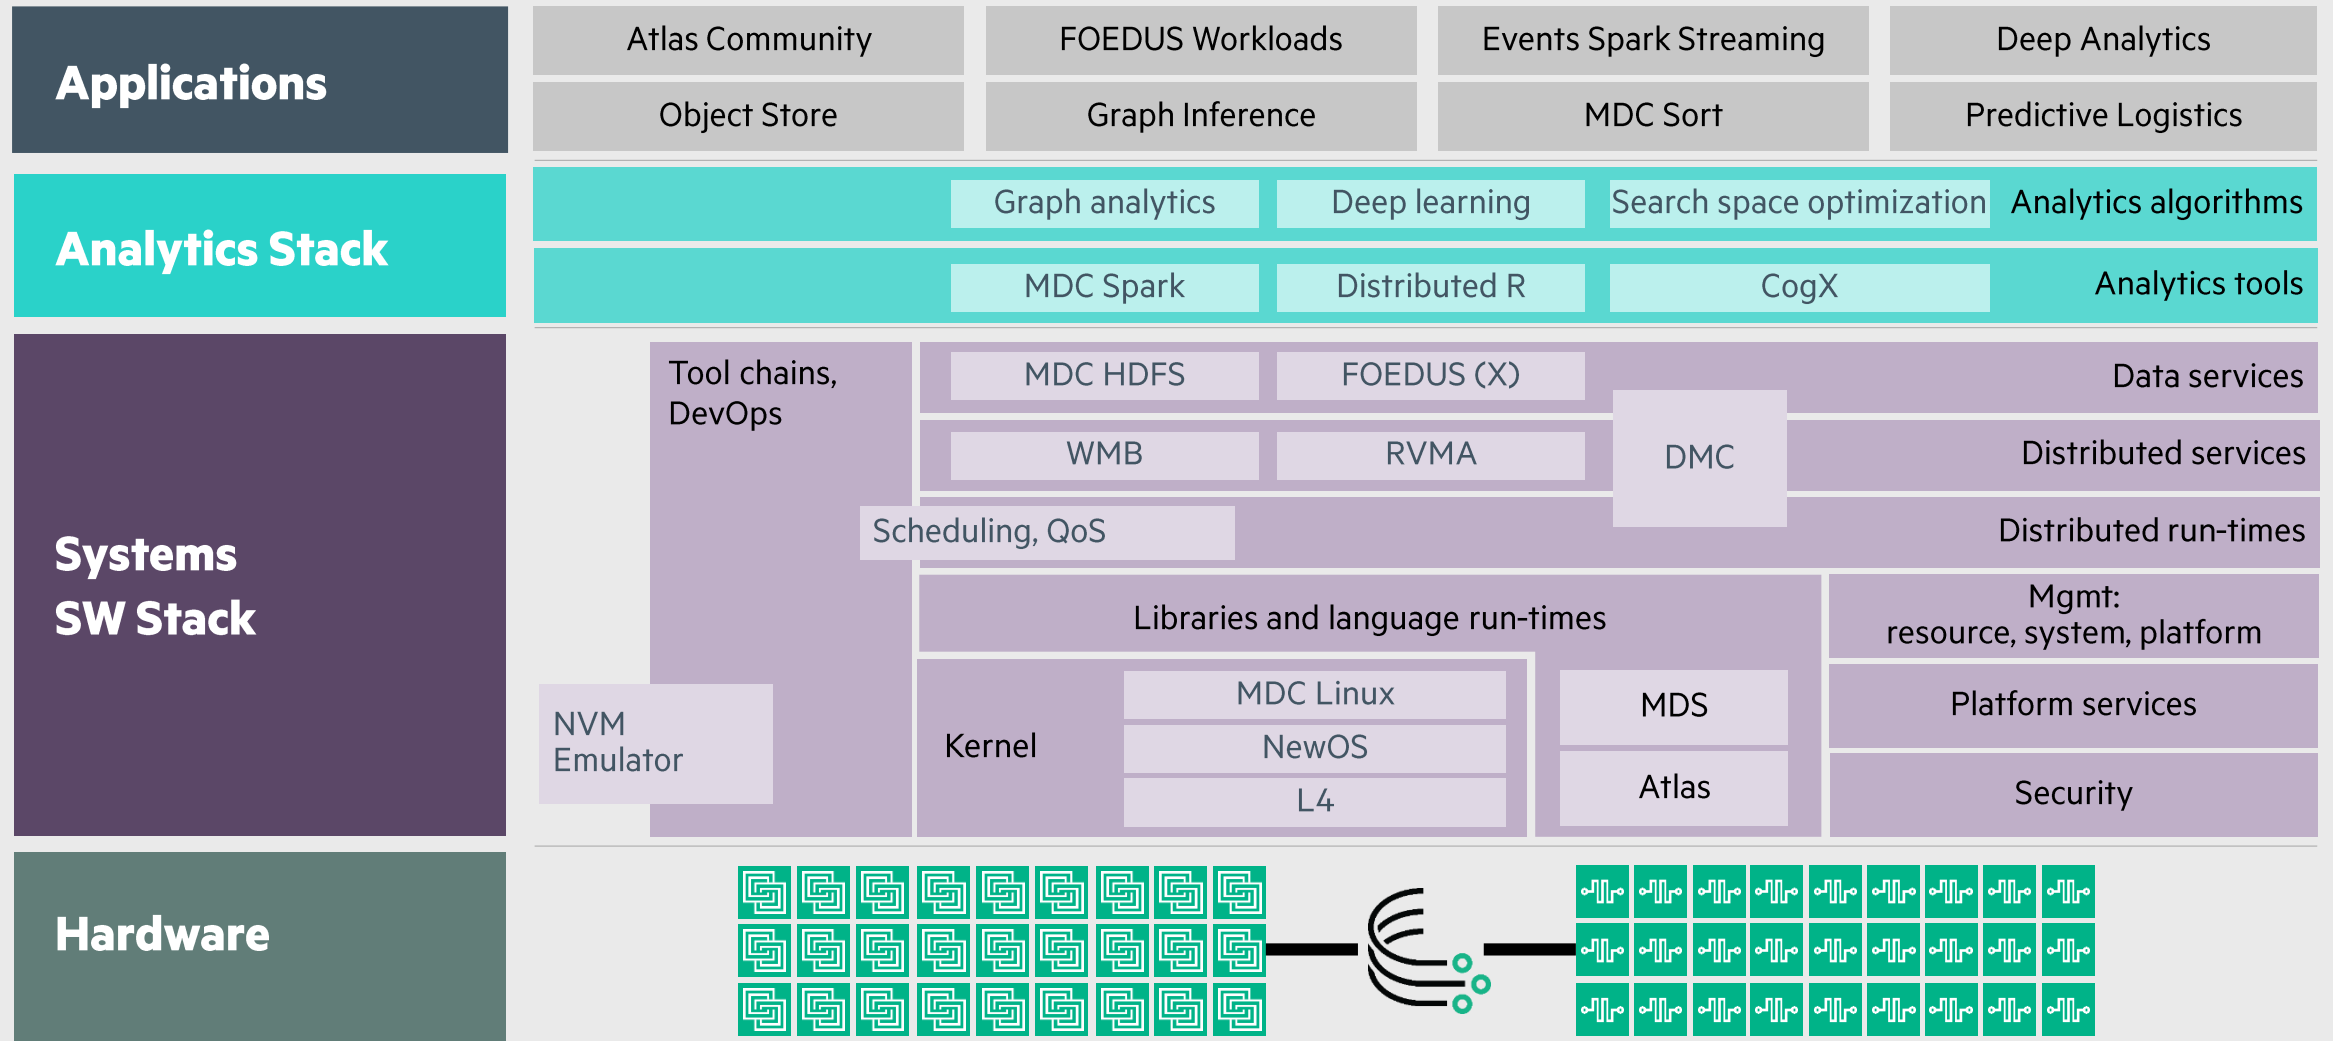 Applications
Atlas Community
FOEDUS Workloads
Events Spark Streaming
Deep Analytics
Object Store
Graph Inference
MDC Sort
Predictive Logistics
Analytics Stack
Graph analytics
Deep learning
Search space optimization
Analytics algorithms
MDC Spark
Distributed R
CogX
Analytics tools
Systems
SW Stack
Tool chains,
DevOps
MDC HDFS
FOEDUS (X)
Data services
WMB
RVMA
DMC
Distributed services
Scheduling, QoS
Distributed run-times
Libraries and language run-times
Mgmt:
resource, system, platform
NVM
Emulator
Kernel
MDC Linux
NewOS
L4
MDS
Atlas
Platform services
Security
Hardware